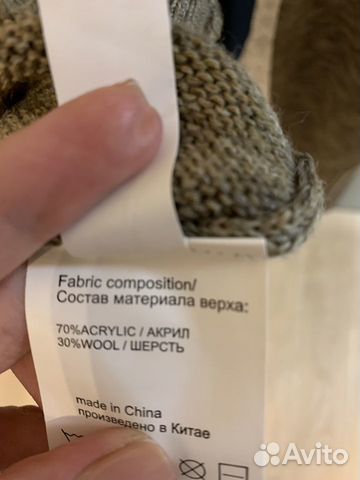 Fabric composition/
Состав материала верха:
70%ACRYLIC / АКРИЛ
30%WOOL / ШЕРСТЬ
made in China
произведено в Китае
Avito